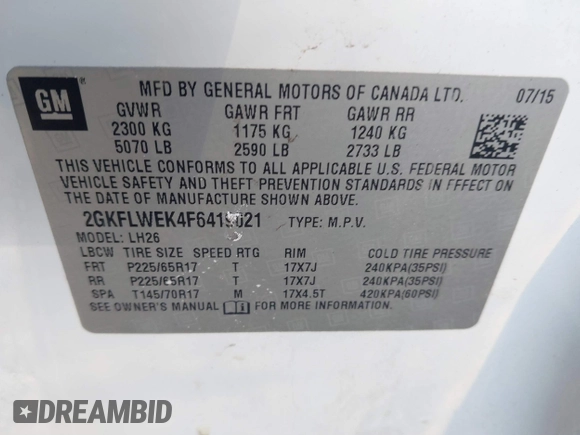 GM
MFD BY GENERAL MOTORS OF CANADA LTD. 07/15
GVWR GAWR FRT GAWR RR
2300 KG 1175 KG 1240 KG
5070 LB 2590 LB 2733 LB
THIS VEHICLE CONFORMS TO ALL APPLICABLE U.S. FEDERAL MOTOR
VEHICLE SAFETY AND THEFT PREVENTION STANDARDS IN EFFECT ON
THE DATE OF MANUFACTURE SHOWN ABOVE.
TYPE: M.P.V.
MODEL: LH26
LBCW TIRE SIZE SPEED RTG RIM COLD TIRE PRESSURE
FRT P225/65R17 T 17X7J 240KPA(35PSI)
RR P225/65R17 T 17X7J 240KPA(35PSI)
SPA T145/70R17 M 17X4.5T 420KPA(60PSI)
SEE OWNER'S MANUAL FOR MORE INFORMATION.
DREAMBID